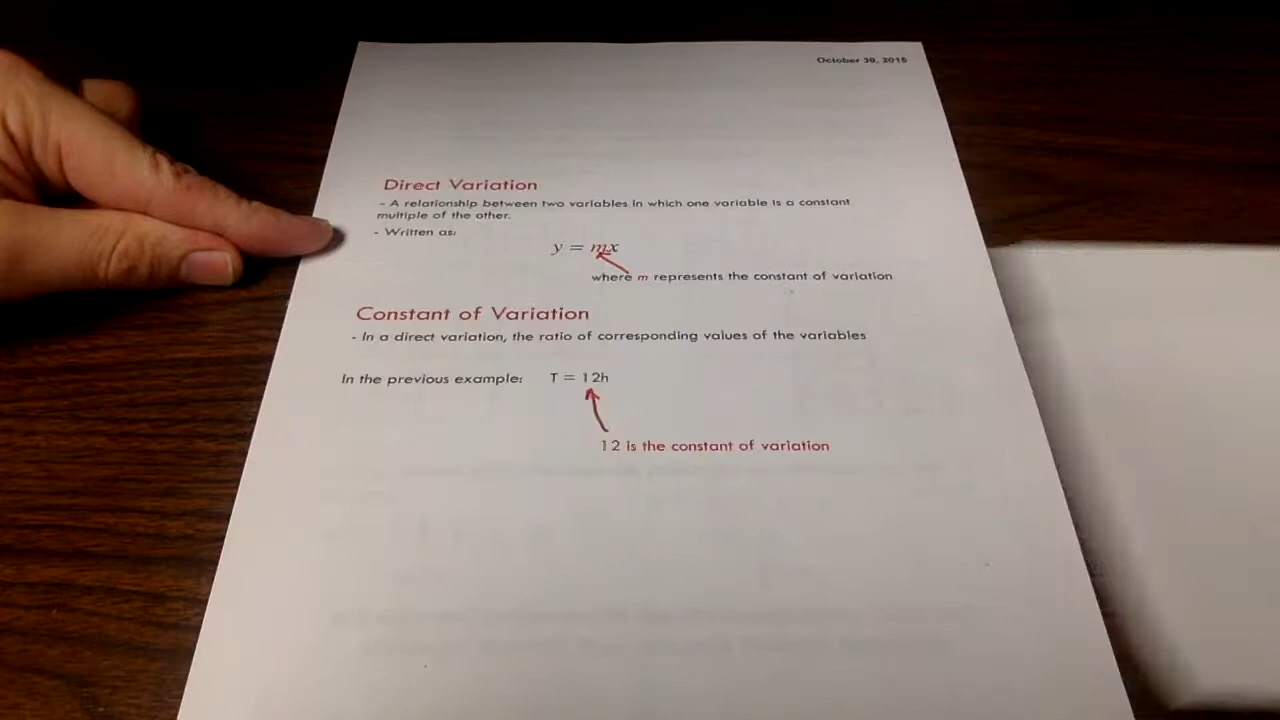 October 30, 2015
Direct Variation
- A relationship between two variables in which one variable is a constant
multiple of the other.
- Written as:
y = mx
where m represents the constant of variation
Constant of Variation
- In a direct variation, the ratio of corresponding values of the variables
In the previous example: T = 12h
12 is the constant of variation